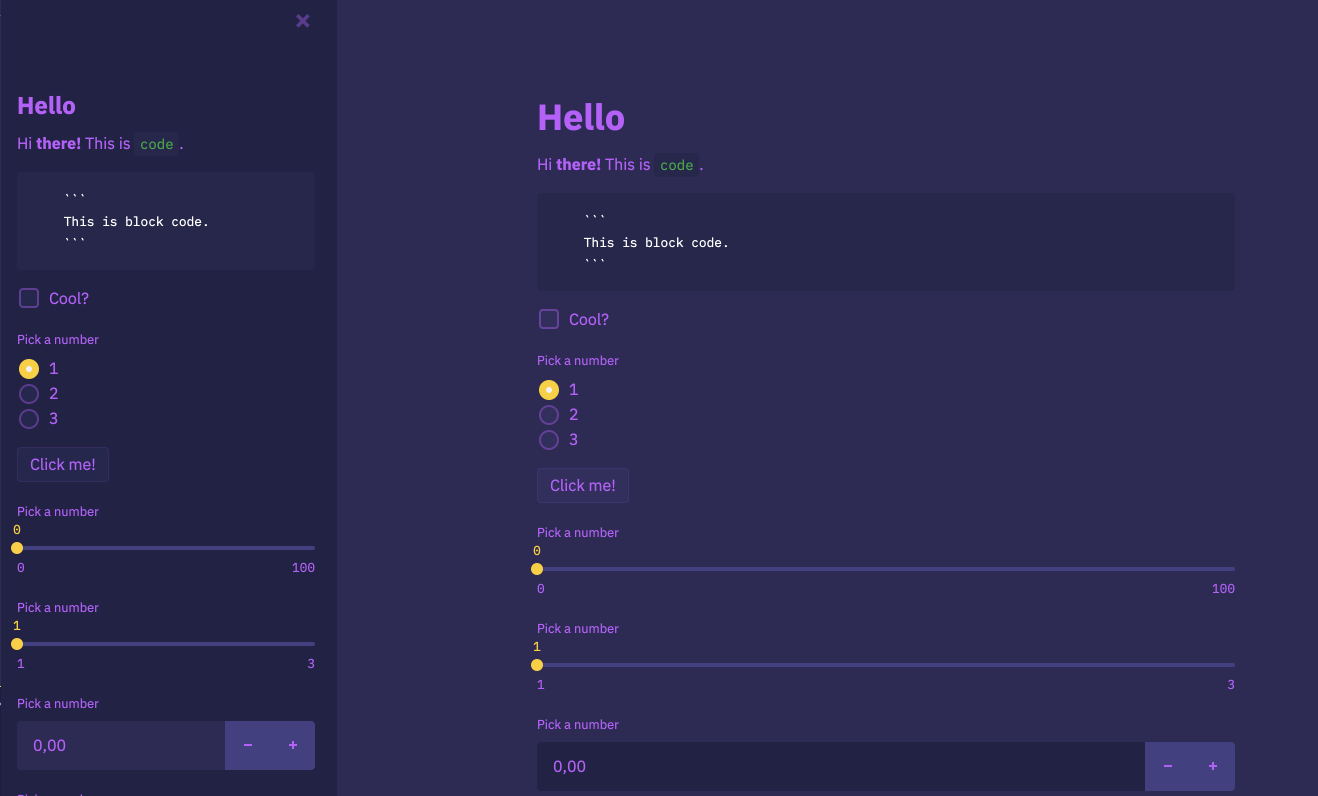 Hello
Hi there! This is code .
```
This is block code.
```
Cool?
Pick a number
1
2
3
Click me!
Pick a number
0
0 100
Pick a number
1
1 3
Pick a number
0,00 − +
Hello
Hi there! This is code .
```
This is block code.
```
Cool?
Pick a number
1
2
3
Click me!
Pick a number
0
0 100
Pick a number
1
1 3
Pick a number
0,00 − +